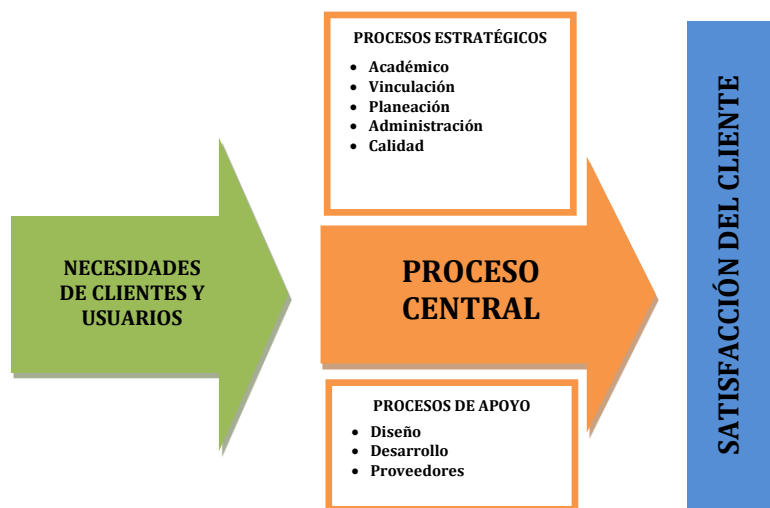 PROCESOS ESTRATÉGICOS
• Académico
• Vinculación
• Planeación
• Administración
• Calidad
NECESIDADES
DE CLIENTES Y
USUARIOS
PROCESO
CENTRAL
PROCESOS DE APOYO
• Diseño
• Desarrollo
• Proveedores
SATISFACCIÓN DEL CLIENTE